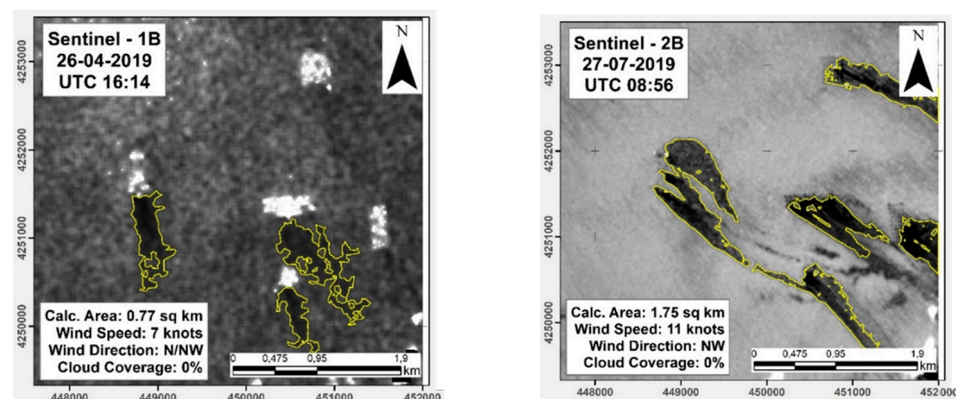 Sentinel - 1B
26-04-2019
UTC 16:14
N
4253000
4252000
4251000
4250000
Calc. Area: 0.77 sq km
Wind Speed: 7 knots
Wind Direction: N/NW
Cloud Coverage: 0%
0 0,475 0,95 1,9
km
448000 449000 450000 451000 452000
Sentinel - 2B
27-07-2019
UTC 08:56
N
4253000
4252000
4251000
4250000
Calc. Area: 1.75 sq km
Wind Speed: 11 knots
Wind Direction: NW
Cloud Coverage: 0%
0 0,475 0,95 1,9
km
448000 449000 450000 451000 452000